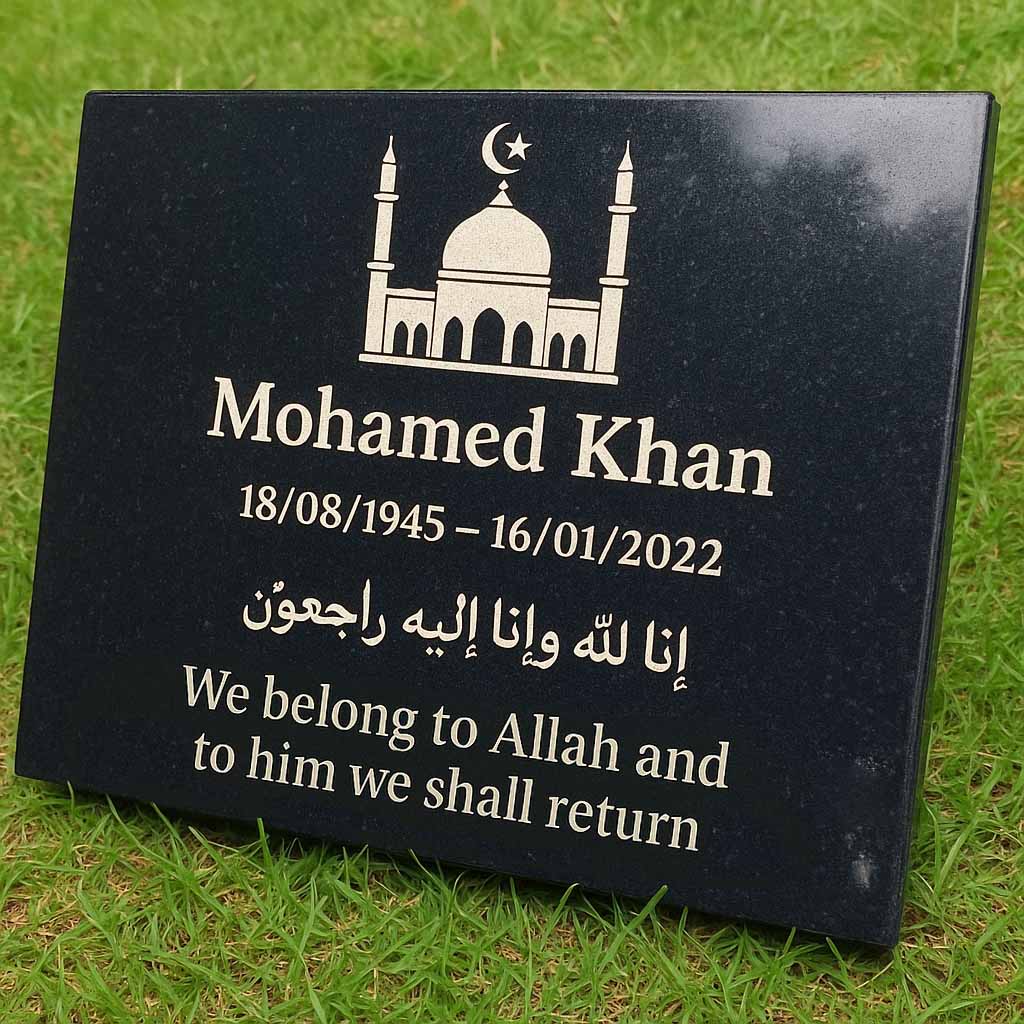 Mohamed Khan
18/08/1945 – 16/01/2022
إنا لله وإنا إليه راجعون
We belong to Allah and
to him we shall return